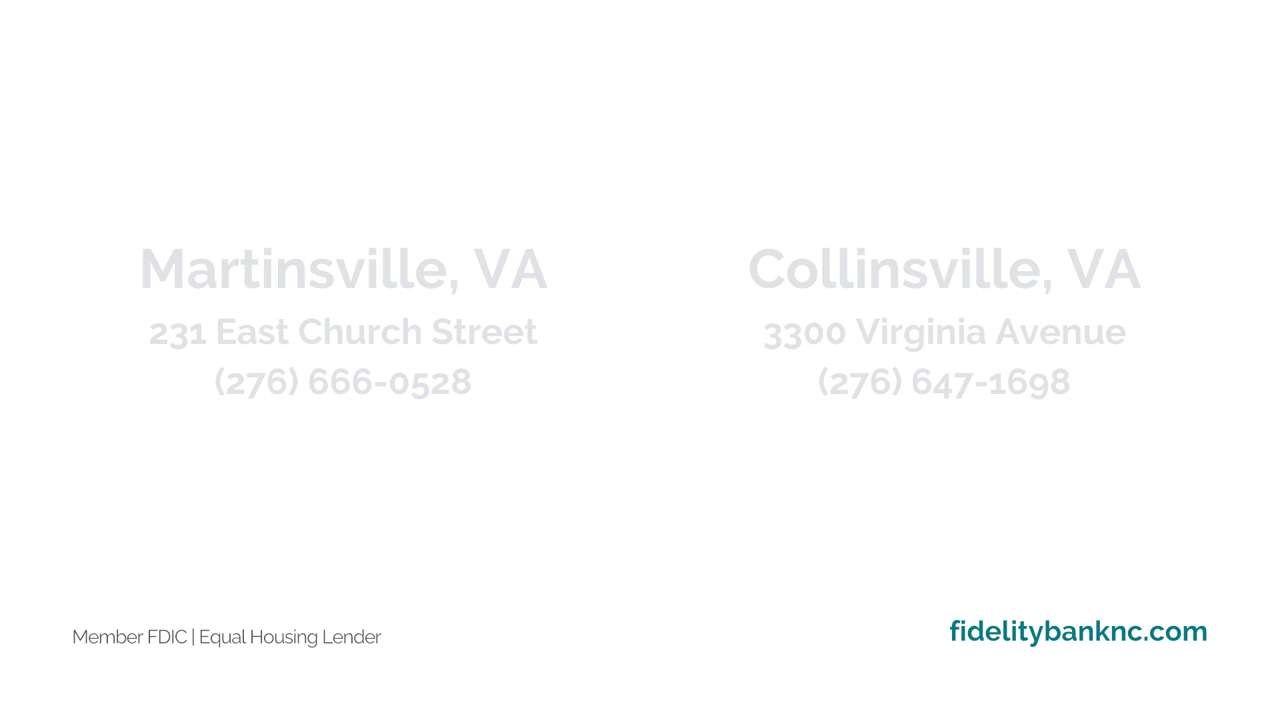 Martinsville, VA
231 East Church Street
(276) 666-0528
Collinsville, VA
3300 Virginia Avenue
(276) 647-1698
Member FDIC | Equal Housing Lender
fidelitybanknc.com